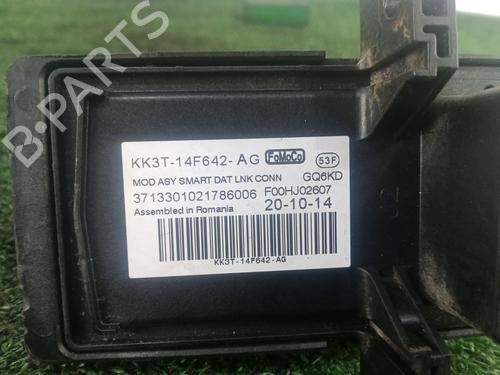 KK3T-14F642-AG FoMoCo 53F
MOD ASY SMART DAT LNK CONN GQ6KD
3713301021786006 F00HJ02607
Assembled in Romania 20-10-14
KK3T-14F642-AG
B-PARTS